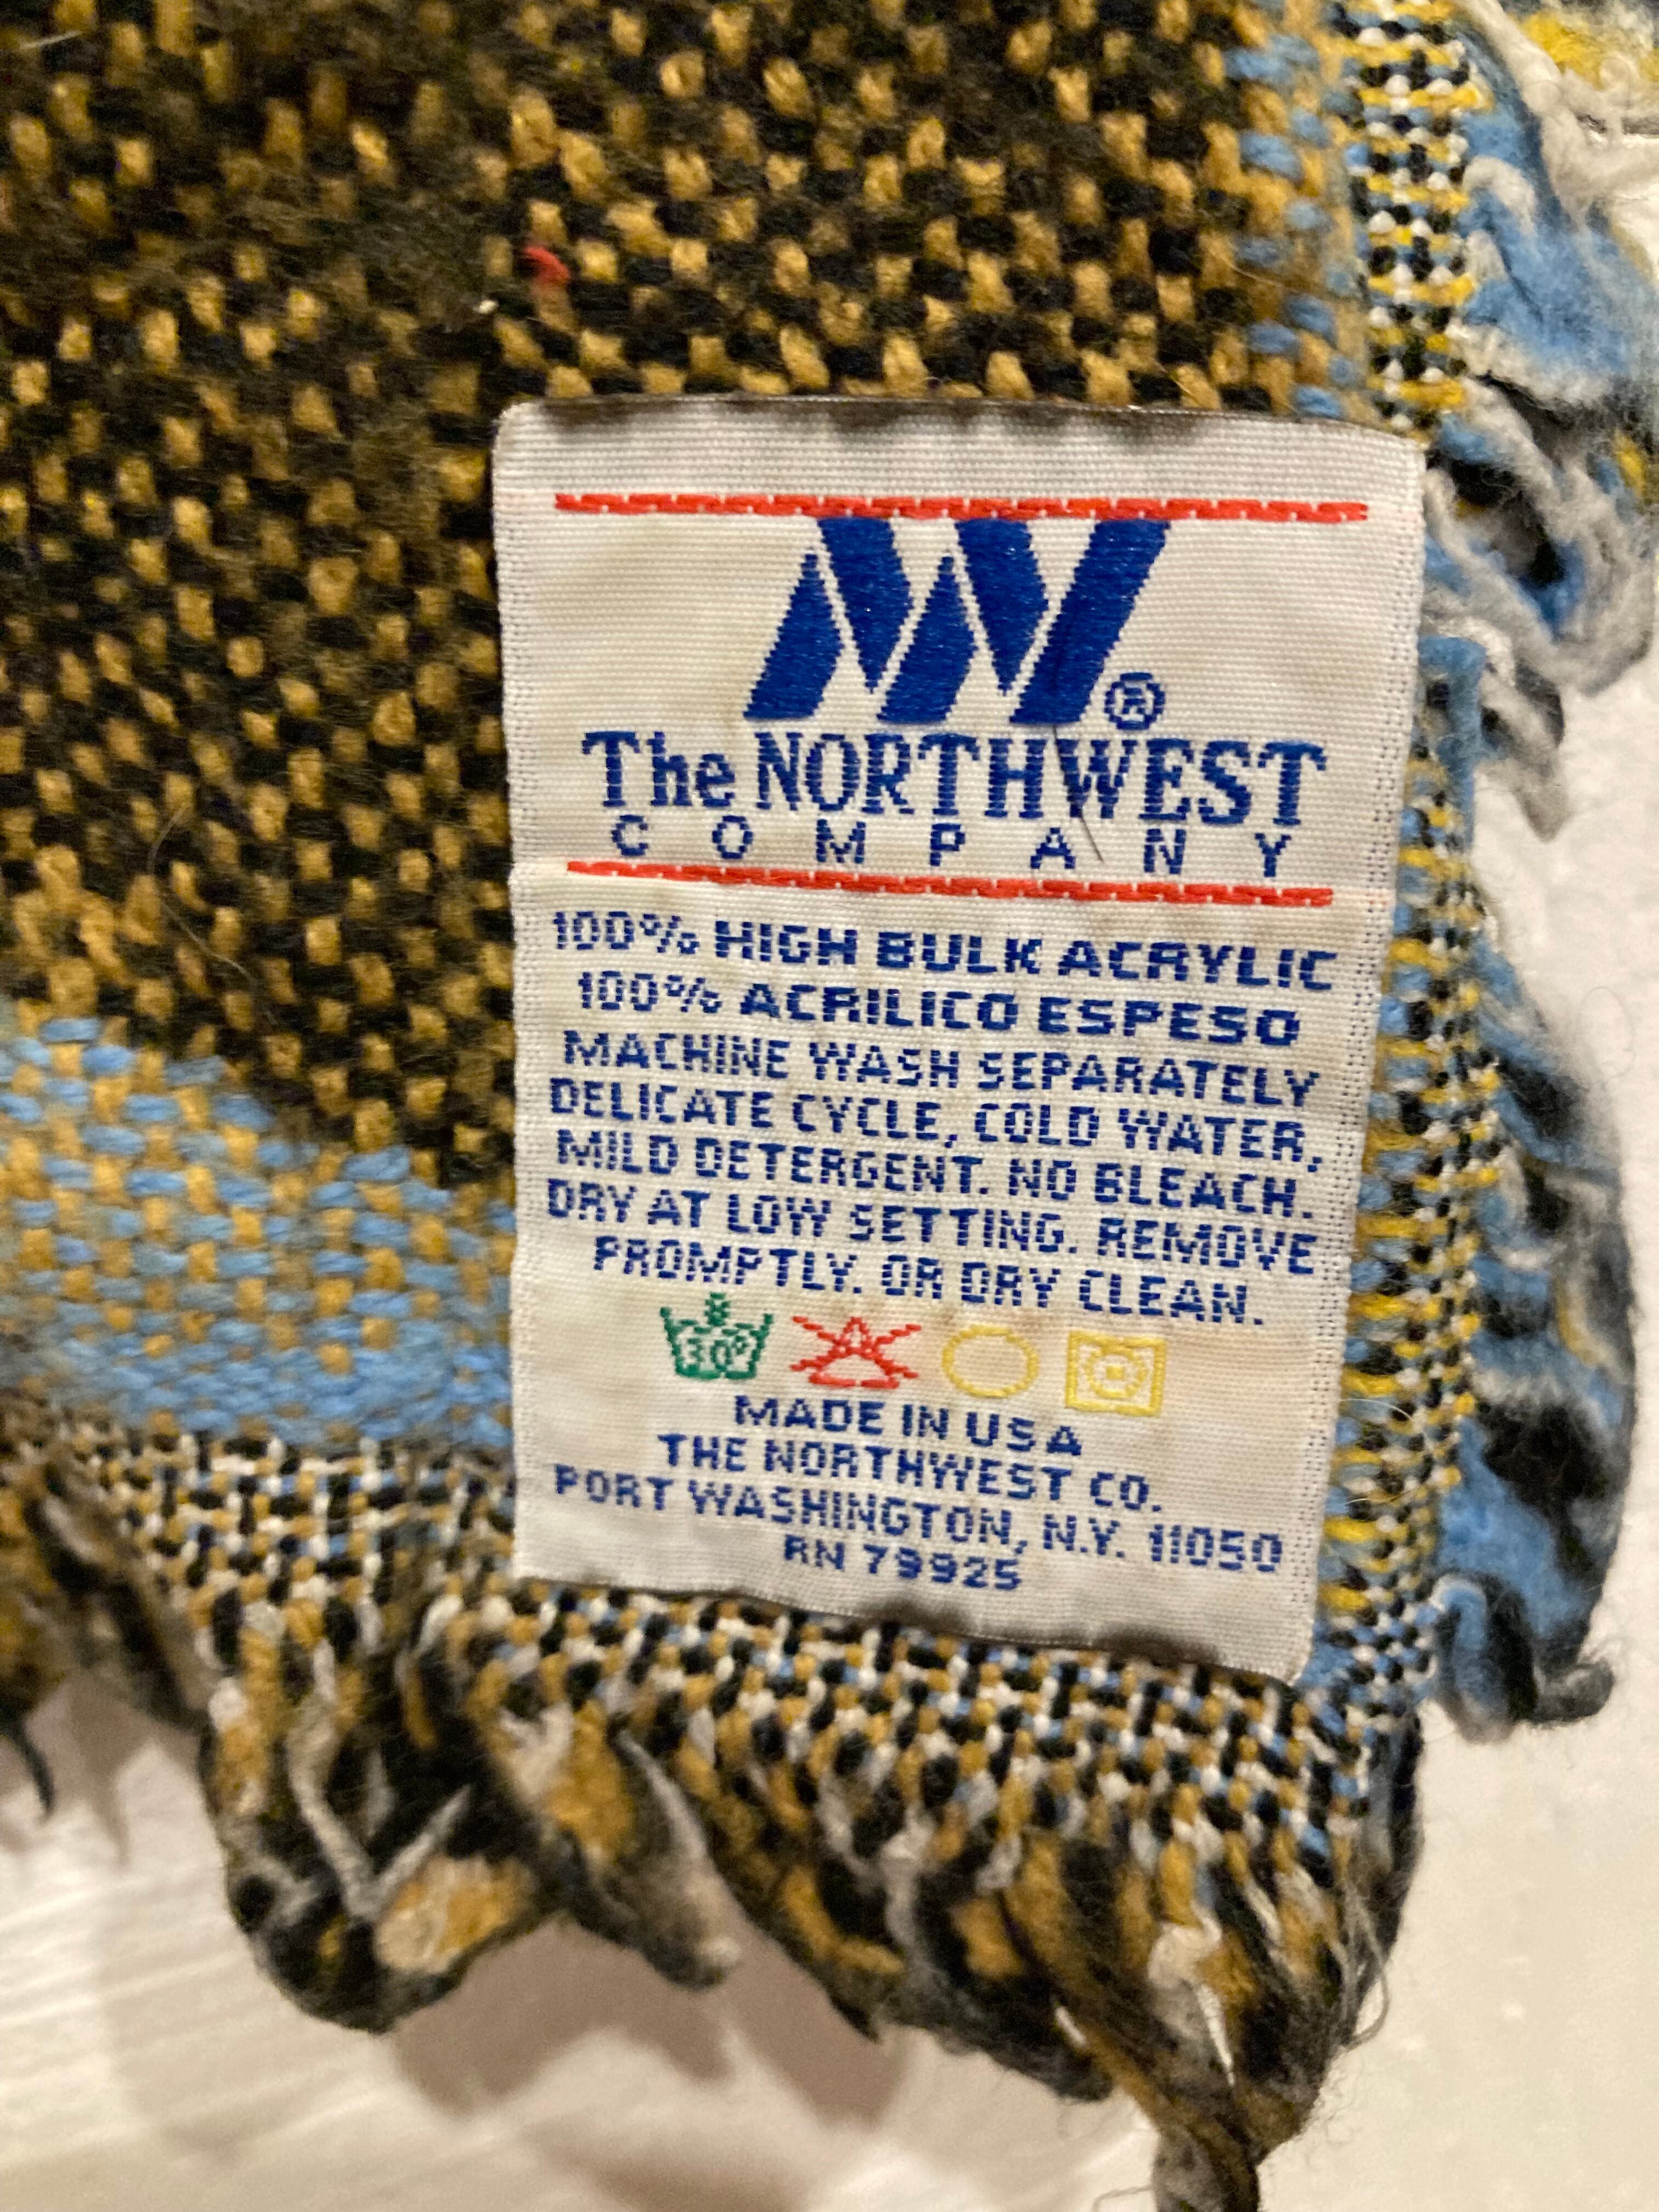 ®
The NORTHWEST
COMPANY
100% HIGH BULK ACRYLIC
100% ACRILICO ESPESO
MACHINE WASH SEPARATELY
DELICATE CYCLE, COLD WATER,
MILD DETERGENT. NO BLEACH.
DRY AT LOW SETTING. REMOVE
PROMPTLY. OR DRY CLEAN.
30°
MADE IN USA
THE NORTHWEST CO.
PORT WASHINGTON, N.Y. 11050
RN 79925